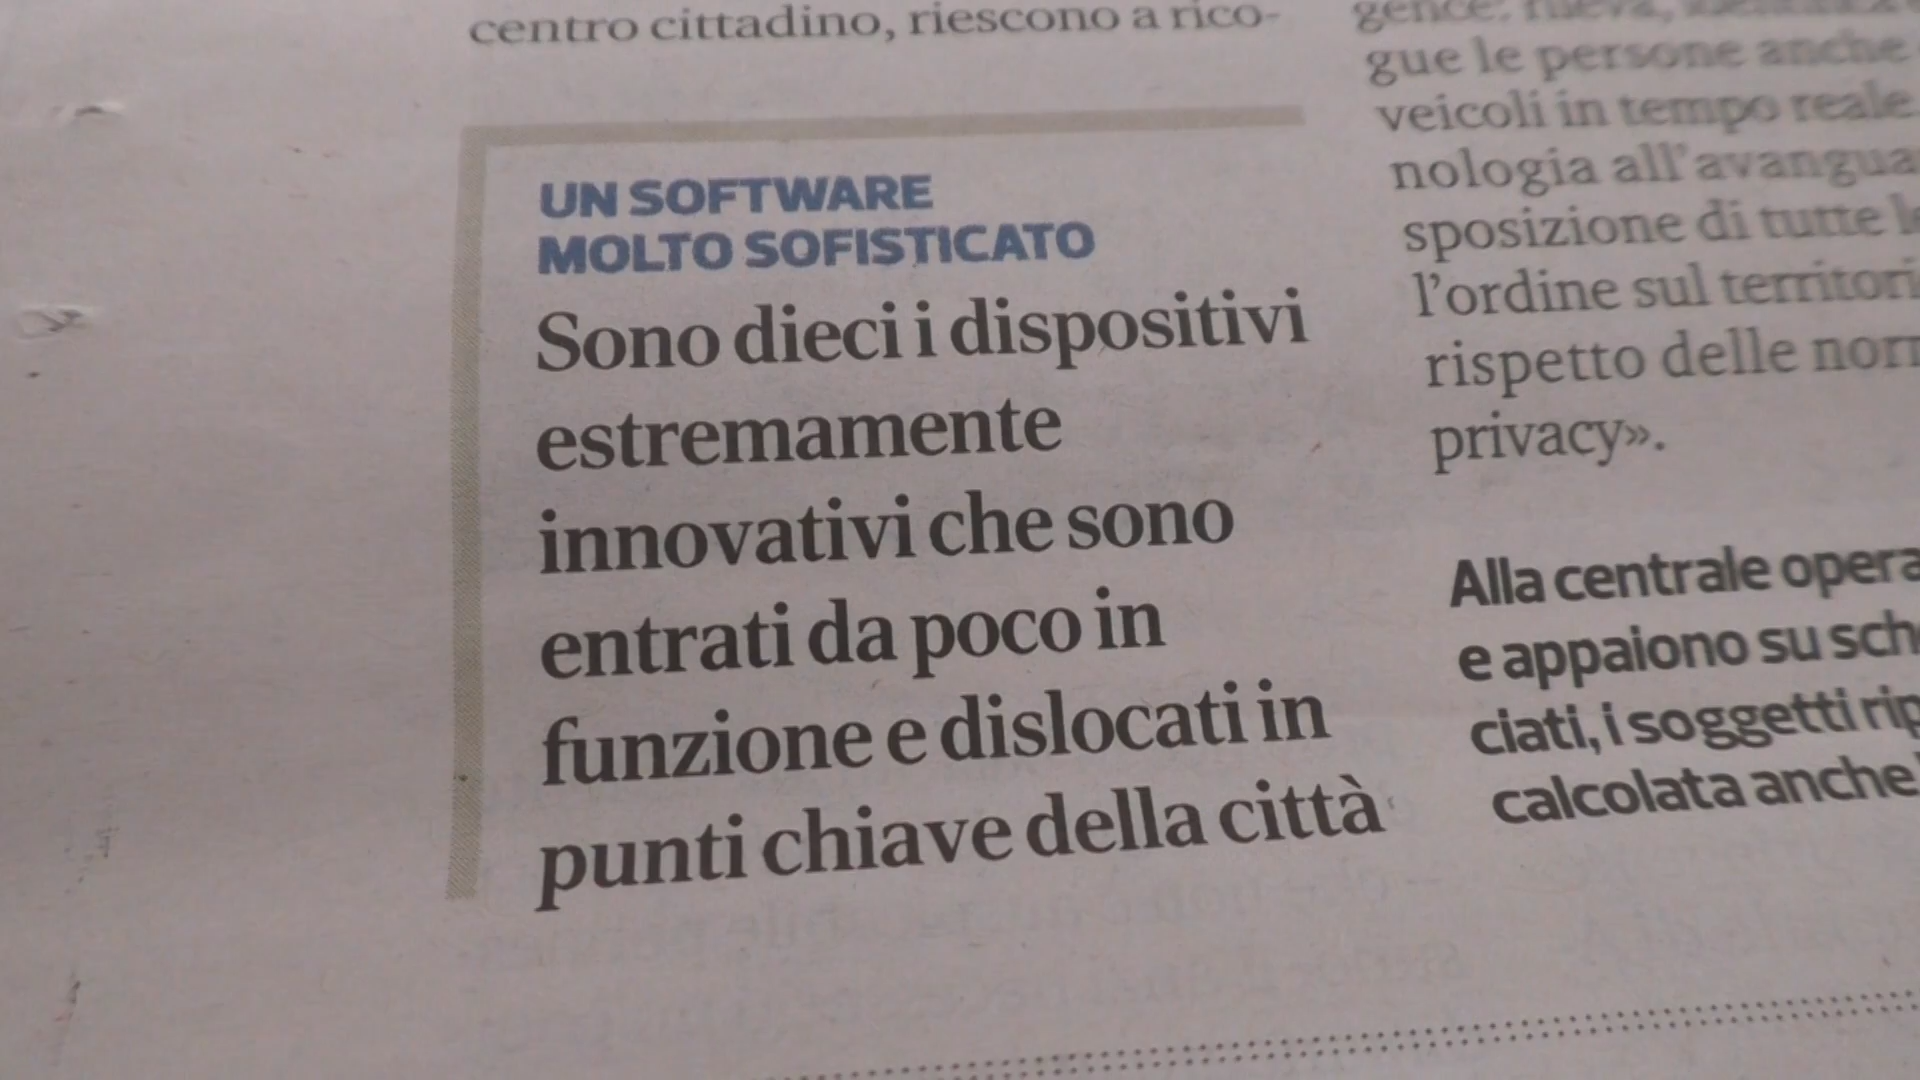 centro cittadino, riescono a rico-
UN SOFTWARE
MOLTO SOFISTICATO
Sono dieci i dispositivi
estremamente
innovativi che sono
entrati da poco in
funzione e dislocati in
punti chiave della città
gue le persone anche
veicoli in tempo reale
nologia all'avangua
sposizione di tutte le
l'ordine sul territori
rispetto delle nor
privacy».
Alla centrale opera
e appaiono su sch
ciati, i soggetti rip
calcolata anche